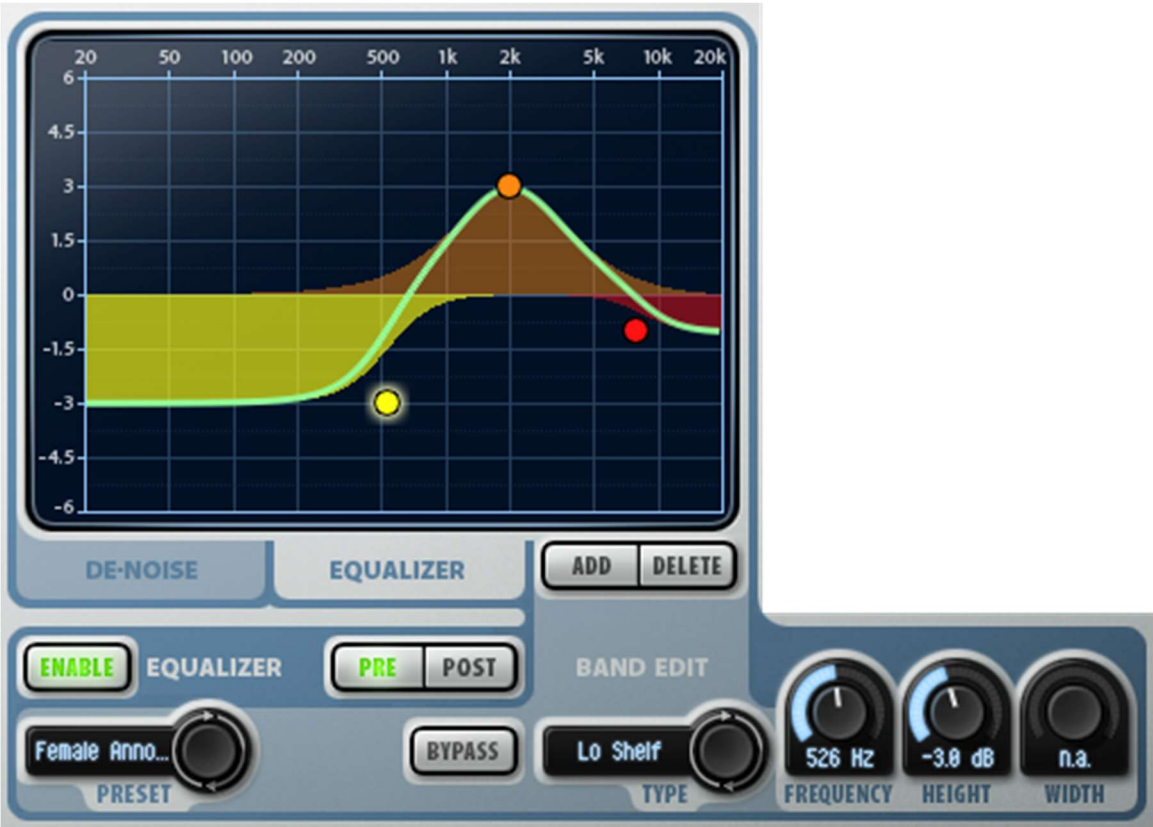 20 50 100 200 500 1k 2k 5k 10k 20k
6
4.5
3
1.5
0
-1.5
-3
-4.5
-6
DE-NOISE EQUALIZER ADD DELETE
ENABLE EQUALIZER PRE POST BAND EDIT
Female Anno... BYPASS Lo Shelf 526 Hz -3.0 dB n.a.
PRESET TYPE FREQUENCY HEIGHT WIDTH